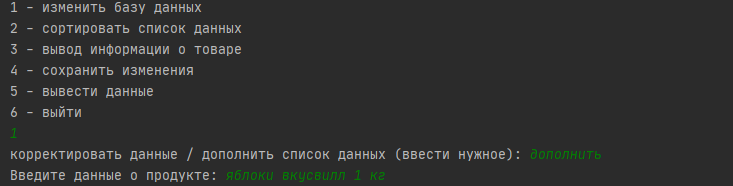 1 - изменить базу данных
2 - сортировать список данных
3 - вывод информации о товаре
4 - сохранить изменения
5 - вывести данные
6 - выйти
1
корректировать данные / дополнить список данных (ввести нужное): дополнить
Введите данные о продукте: яблоки вкусвилл 1 кг